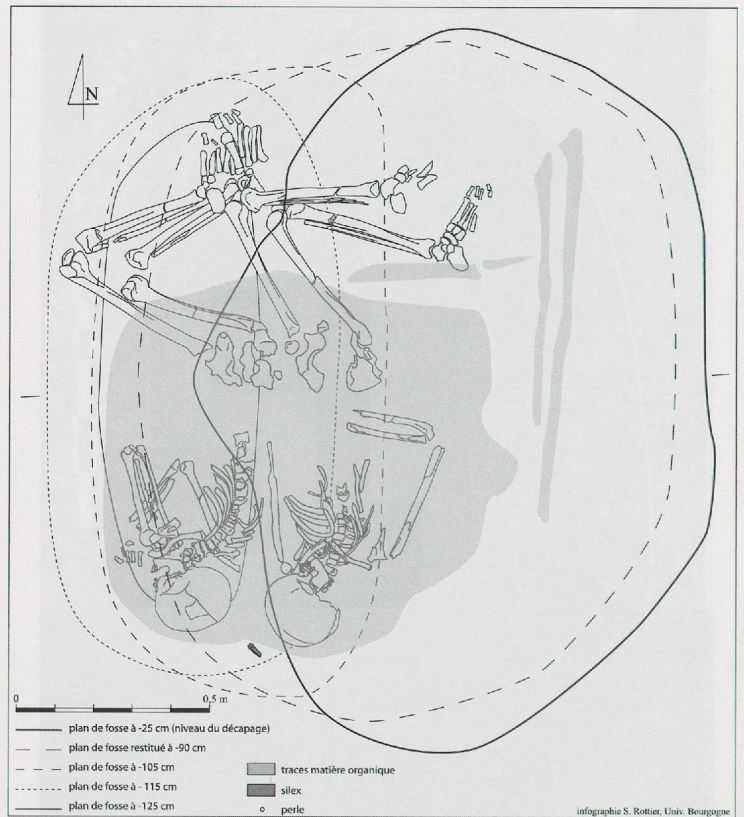 N
0 0,5 m
plan de fosse à -25 cm (niveau du décapage)
plan de fosse restitué à -90 cm
plan de fosse à -105 cm
plan de fosse à - 115 cm
plan de fosse à -125 cm
traces matière organique
silex
perle
infographie S. Rottier, Univ. Bourgogne